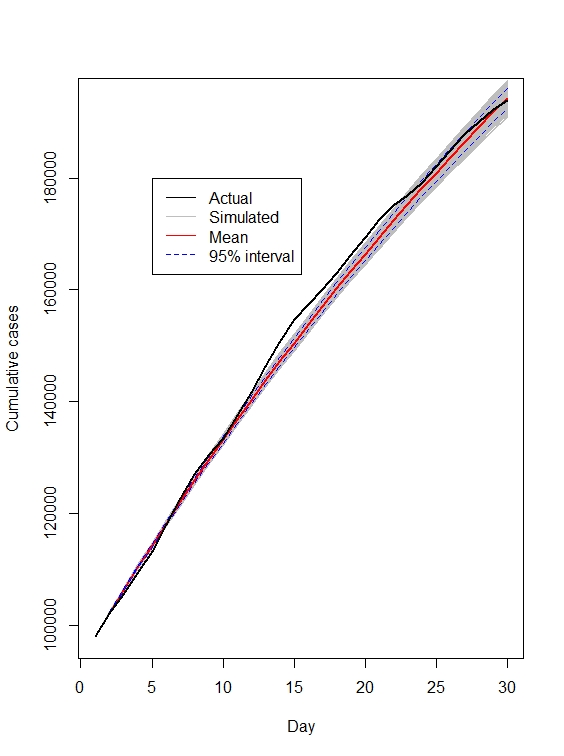 Cumulative cases
180000
160000
140000
120000
100000
Actual
Simulated
Mean
95% interval
0 5 10 15 20 25 30
Day